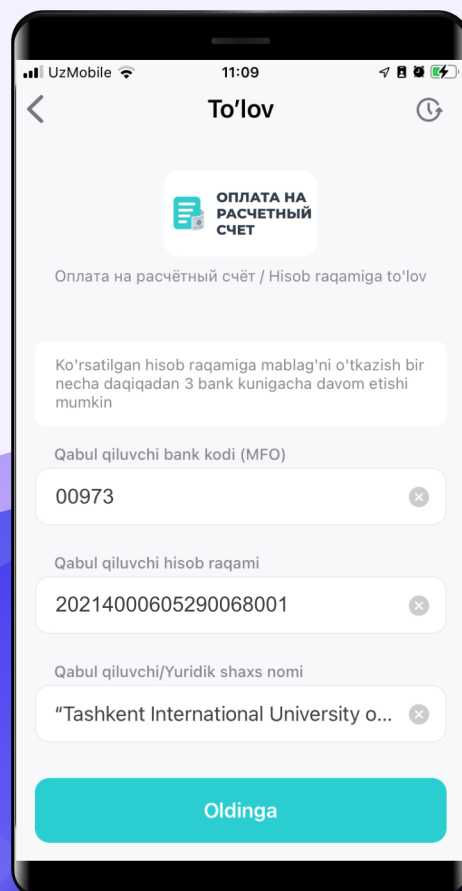 UzMobile 11:09
To‘lov
ОПЛАТА НА
РАСЧЕТНЫЙ
СЧЕТ
Оплата на расчётный счёт / Hisob raqamiga to'lov
Ko'rsatilgan hisob raqamiga mablag'ni o'tkazish bir
necha daqiqadan 3 bank kunigacha davom etishi
mumkin
Qabul qiluvchi bank kodi (MFO)
00973
Qabul qiluvchi hisob raqami
20214000605290068001
Qabul qiluvchi/Yuridik shaxs nomi
“Tashkent International University o...
Oldinga